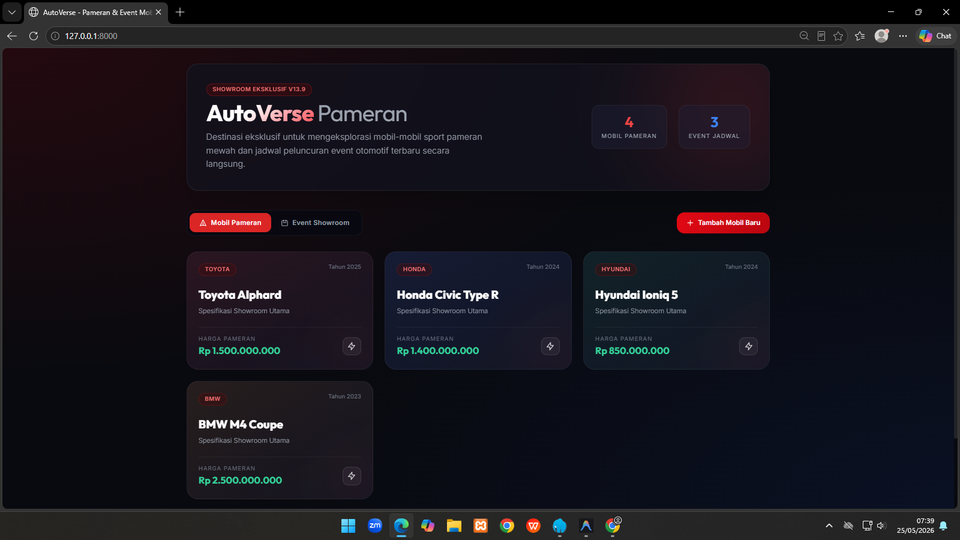 AutoVerse - Pameran & Event Mo
127.0.0.1:8000
Chat
SHOWROOM EKSKLUSIF V13.9
AutoVerse Pameran
Destinasi eksklusif untuk mengeksplorasi mobil-mobil sport pameran
mewah dan jadwal peluncuran event otomotif terbaru secara
langsung.
4
MOBIL PAMERAN
3
EVENT JADWAL
Mobil Pameran
Event Showroom
+ Tambah Mobil Baru
TOYOTA
Tahun 2025
Toyota Alphard
Spesifikasi Showroom Utama
HARGA PAMERAN
Rp 1.500.000.000
HONDA
Tahun 2024
Honda Civic Type R
Spesifikasi Showroom Utama
HARGA PAMERAN
Rp 1.400.000.000
HYUNDAI
Tahun 2024
Hyundai Ioniq 5
Spesifikasi Showroom Utama
HARGA PAMERAN
Rp 850.000.000
BMW
Tahun 2023
BMW M4 Coupe
Spesifikasi Showroom Utama
HARGA PAMERAN
Rp 2.500.000.000
zm
07:39
25/05/2026